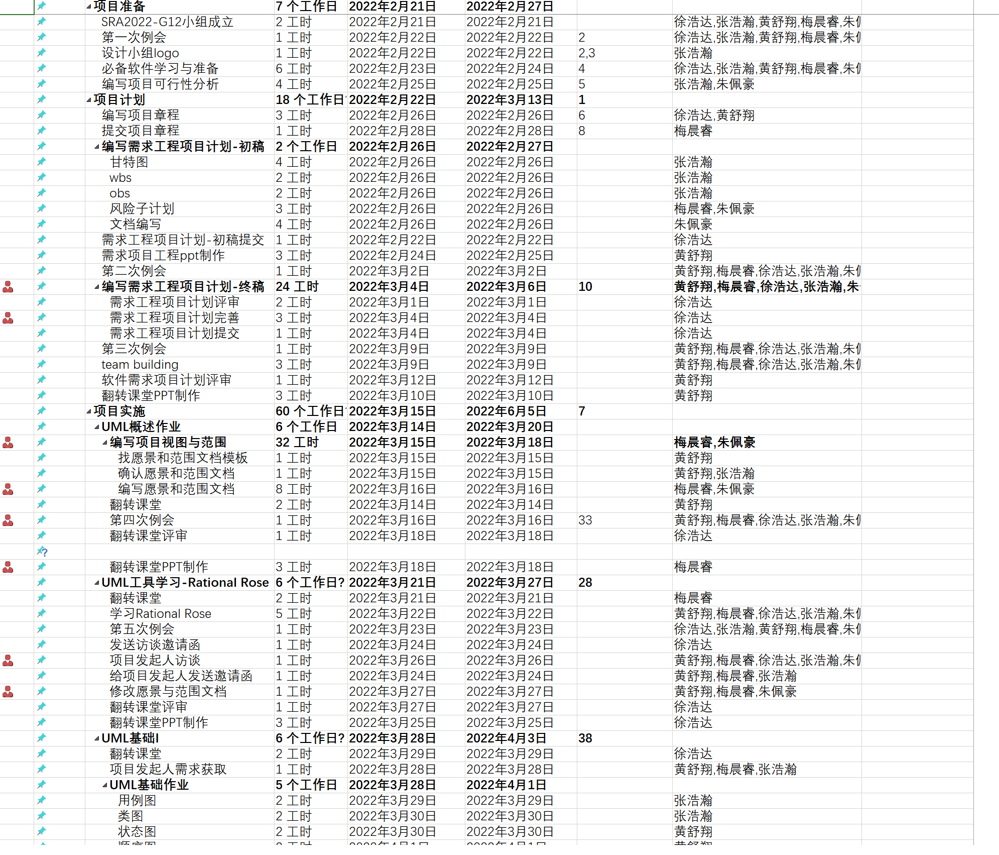 项目准备 7 个工作日 2022年2月21日 2022年2月27日
SRA2022-G12小组成立 2 工时 2022年2月21日 2022年2月21日 徐浩达,张浩瀚,黄舒翔,梅晨睿,朱
第一次例会 1 工时 2022年2月22日 2022年2月22日 2 徐浩达,张浩瀚,黄舒翔,梅晨睿,朱
设计小组logo 1 工时 2022年2月22日 2022年2月22日 2,3 张浩瀚
必备软件学习与准备 6 工时 2022年2月23日 2022年2月24日 4 徐浩达,张浩瀚,黄舒翔,梅晨睿,朱
编写项目可行性分析 4 工时 2022年2月25日 2022年2月25日 5 张浩瀚,朱佩豪
项目计划 18 个工作日 2022年2月22日 2022年3月13日 1
编写项目章程 3 工时 2022年2月26日 2022年2月26日 6 徐浩达,黄舒翔
提交项目章程 1 工时 2022年2月28日 2022年2月28日 8 梅晨睿
编写需求工程项目计划-初稿 2 个工作日 2022年2月26日 2022年2月27日
甘特图 4 工时 2022年2月26日 2022年2月26日 张浩瀚
wbs 2 工时 2022年2月26日 2022年2月26日 张浩瀚
obs 2 工时 2022年2月26日 2022年2月26日 张浩瀚
风险子计划 3 工时 2022年2月26日 2022年2月26日 梅晨睿,朱佩豪
文档编写 4 工时 2022年2月26日 2022年2月26日 朱佩豪
需求工程项目计划-初稿提交 1 工时 2022年2月22日 2022年2月22日 徐浩达
需求项目工程ppt制作 3 工时 2022年2月24日 2022年2月25日 黄舒翔
第二次例会 1 工时 2022年3月2日 2022年3月2日 黄舒翔,梅晨睿,徐浩达,张浩瀚,朱
编写需求工程项目计划-终稿 24 工时 2022年3月4日 2022年3月6日 10 黄舒翔,梅晨睿,徐浩达,张浩瀚,朱
需求工程项目计划评审 2 工时 2022年3月1日 2022年3月1日 徐浩达
需求工程项目计划完善 3 工时 2022年3月4日 2022年3月4日 徐浩达
需求工程项目计划提交 1 工时 2022年3月4日 2022年3月4日 徐浩达
第三次例会 1 工时 2022年3月9日 2022年3月9日 黄舒翔,梅晨睿,徐浩达,张浩瀚,朱
team building 3 工时 2022年3月9日 2022年3月9日 黄舒翔,梅晨睿,徐浩达,张浩瀚,朱
软件需求项目计划评审 1 工时 2022年3月12日 2022年3月12日 黄舒翔
翻转课堂PPT制作 3 工时 2022年3月10日 2022年3月10日 黄舒翔
项目实施 60 个工作日 2022年3月15日 2022年6月5日 7
UML概述作业 6 个工作日 2022年3月14日 2022年3月20日
编写项目视图与范围 32 工时 2022年3月15日 2022年3月18日 梅晨睿,朱佩豪
找愿景和范围文档模板 1 工时 2022年3月15日 2022年3月15日 黄舒翔
确认愿景和范围文档 1 工时 2022年3月15日 2022年3月15日 黄舒翔,张浩瀚
编写愿景和范围文档 8 工时 2022年3月16日 2022年3月16日 梅晨睿,朱佩豪
翻转课堂 2 工时 2022年3月14日 2022年3月14日 黄舒翔
第四次例会 1 工时 2022年3月16日 2022年3月16日 33 黄舒翔,梅晨睿,徐浩达,张浩瀚,朱
翻转课堂评审 1 工时 2022年3月18日 2022年3月18日 徐浩达
?
翻转课堂PPT制作 3 工时 2022年3月18日 2022年3月18日 梅晨睿
UML工具学习-Rational Rose 6 个工作日? 2022年3月21日 2022年3月27日 28
翻转课堂 2 工时 2022年3月21日 2022年3月21日 梅晨睿
学习Rational Rose 5 工时 2022年3月22日 2022年3月22日 黄舒翔,梅晨睿,徐浩达,张浩瀚,朱
第五次例会 1 工时 2022年3月23日 2022年3月23日 徐浩达,张浩瀚,黄舒翔,梅晨睿,朱
发送访谈邀请函 1 工时 2022年3月24日 2022年3月24日 徐浩达
项目发起人访谈 1 工时 2022年3月26日 2022年3月26日 黄舒翔,梅晨睿,徐浩达,张浩瀚,朱
给项目发起人发送邀请函 1 工时 2022年3月24日 2022年3月24日 黄舒翔,梅晨睿,张浩瀚
修改愿景与范围文档 1 工时 2022年3月27日 2022年3月27日 黄舒翔,梅晨睿,朱佩豪
翻转课堂评审 1 工时 2022年3月27日 2022年3月27日 徐浩达
翻转课堂PPT制作 3 工时 2022年3月25日 2022年3月25日 徐浩达
UML基础I 6 个工作日? 2022年3月28日 2022年4月3日 38
翻转课堂 2 工时 2022年3月29日 2022年3月29日 徐浩达
项目发起人需求获取 1 工时 2022年3月28日 2022年3月28日 黄舒翔,梅晨睿,张浩瀚
UML基础作业 5 个工作日 2022年3月28日 2022年4月1日
用例图 2 工时 2022年3月29日 2022年3月29日 张浩瀚
类图 2 工时 2022年3月30日 2022年3月30日 张浩瀚
状态图 2 工时 2022年3月30日 2022年3月30日 黄舒翔